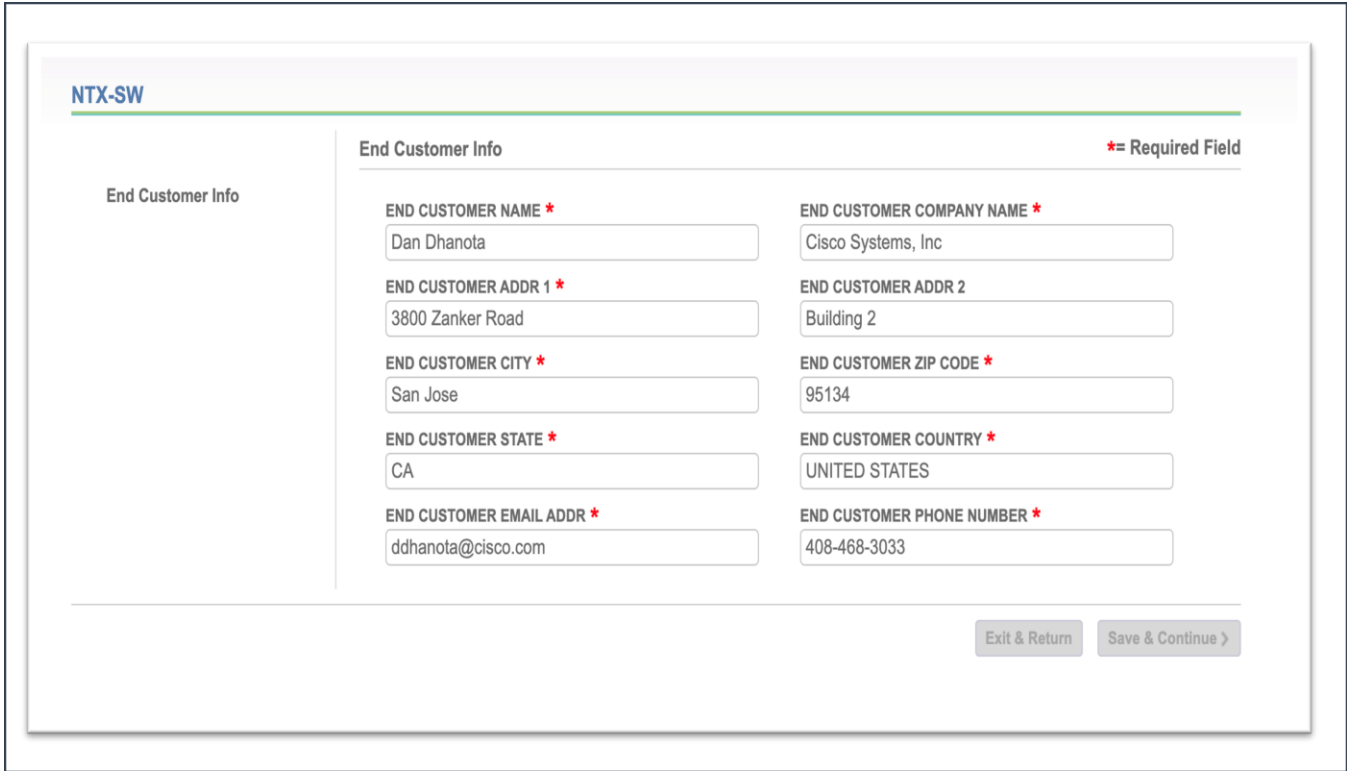 NTX-SW
End Customer Info
End Customer Info *= Required Field
END CUSTOMER NAME * END CUSTOMER COMPANY NAME *
Dan Dhanota Cisco Systems, Inc
END CUSTOMER ADDR 1 * END CUSTOMER ADDR 2
3800 Zanker Road Building 2
END CUSTOMER CITY * END CUSTOMER ZIP CODE *
San Jose 95134
END CUSTOMER STATE * END CUSTOMER COUNTRY *
CA UNITED STATES
END CUSTOMER EMAIL ADDR * END CUSTOMER PHONE NUMBER *
ddhanota@cisco.com 408-468-3033
Exit & Return Save & Continue ❯